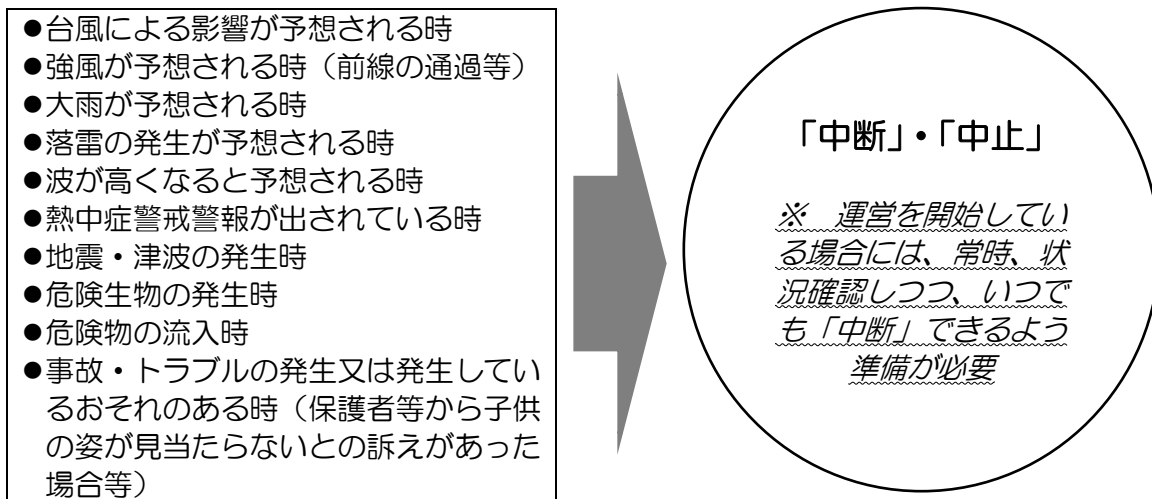 ●台風による影響が予想される時
●強風が予想される時（前線の通過等）
●大雨が予想される時
●落雷の発生が予想される時
●波が高くなると予想される時
●熱中症警戒警報が出されている時
●地震・津波の発生時
●危険生物の発生時
●危険物の流入時
●事故・トラブルの発生又は発生してい
るおそれのある時（保護者等から子供
の姿が見当たらないとの訴えがあった
場合等）
「中断」・「中止」
※　運営を開始してい
る場合には、常時、状
況確認しつつ、いつで
も「中断」できるよう
準備が必要